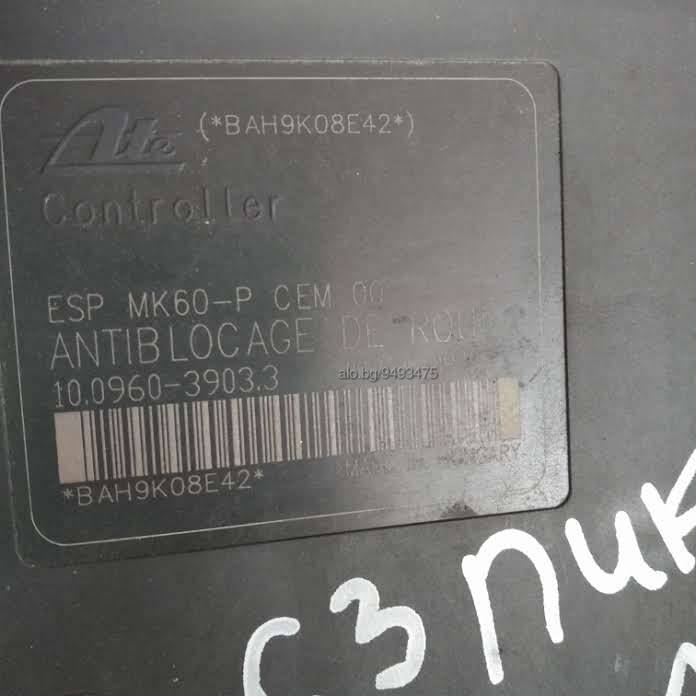 Ate (*BAH9K08E42*)
Controller
ESP MK60-P CEM 00
ANTIBLOCAGE DE ROUES
10.0960-3903.3
alo.bg/9493475
MADE IN HUNGARY
*BAH9K08E42*
C3 ПИК